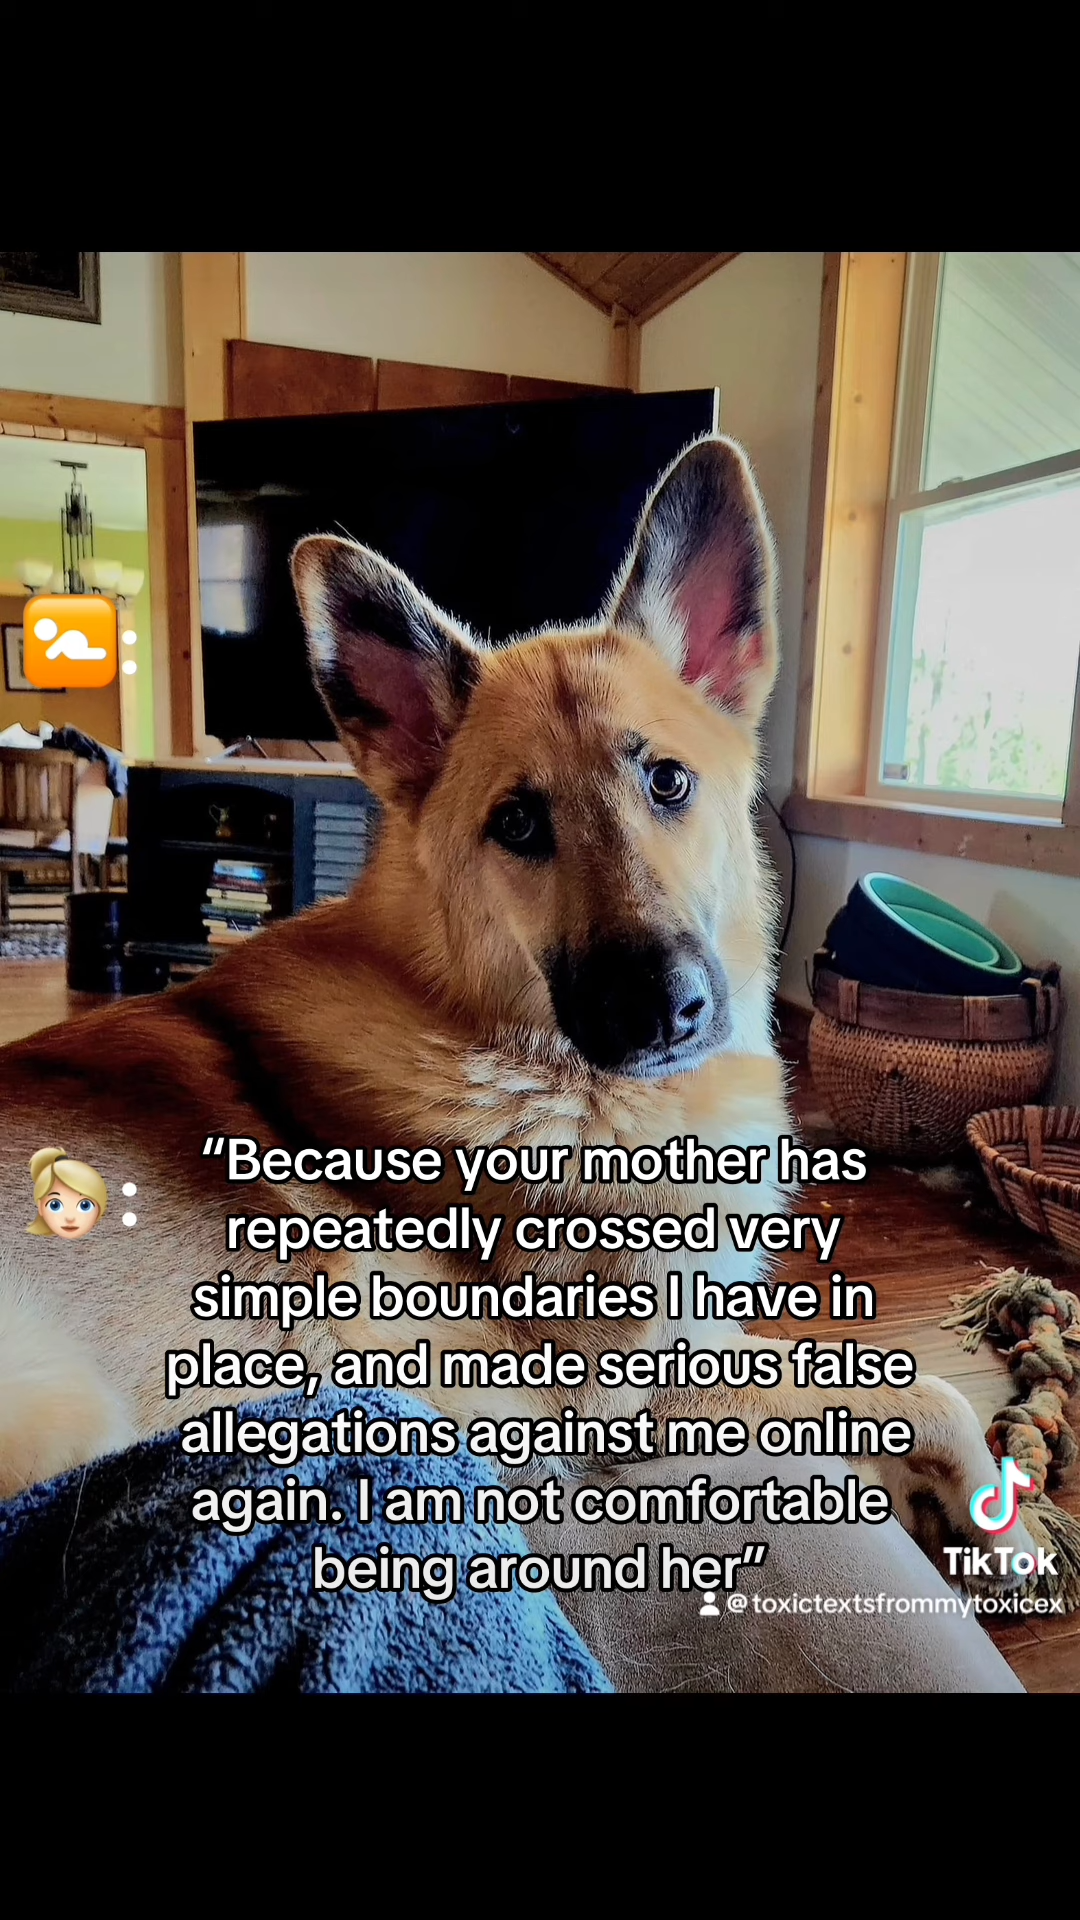 :
: “Because your mother has
repeatedly crossed very
simple boundaries I have in
place, and made serious false
allegations against me online
again. I am not comfortable
being around her”
TikTok
@toxictextsfrommytoxicex